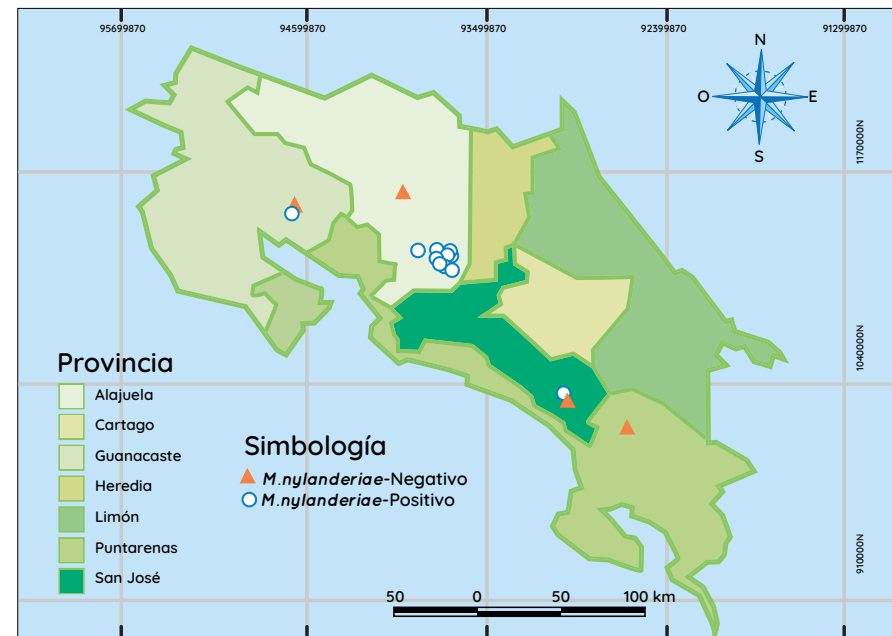 95699870 94599870 93499870 92399870 91299870
N
O E
S
1170000N
1040000N
910000N
Provincia
Alajuela
Cartago
Guanacaste
Heredia
Limón
Puntarenas
San José
Simbología
M.nylanderiae-Negativo
M.nylanderiae-Positivo
50 0 50 100 km